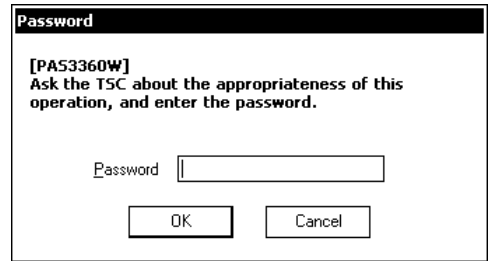 Password
[PAS3360W]
Ask the TSC about the appropriateness of this
operation, and enter the password.
Password
OK Cancel